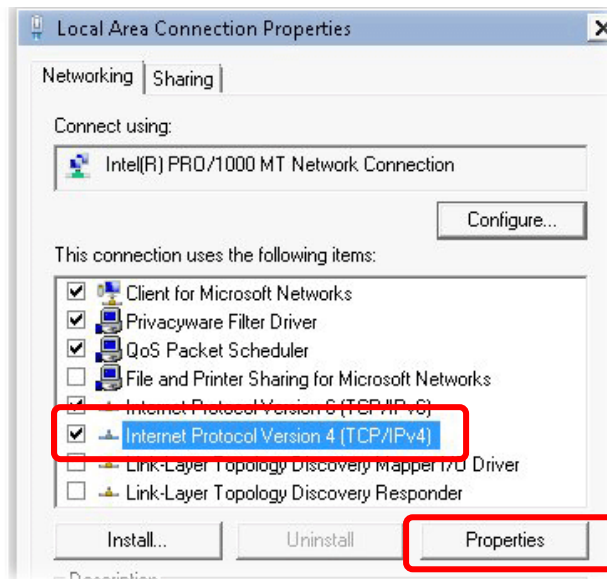 Local Area Connection Properties
Networking
Sharing
Connect using:
Intel(R) PRO/1000 MT Network Connection
Configure...
This connection uses the following items:
Client for Microsoft Networks
Privacyware Filter Driver
QoS Packet Scheduler
File and Printer Sharing for Microsoft Networks
Internet Protocol Version 6 (TCP/IPv6)
Internet Protocol Version 4 (TCP/IPv4)
Link-Layer Topology Discovery Mapper I/O Driver
Link-Layer Topology Discovery Responder
Install...
Uninstall
Properties
Description